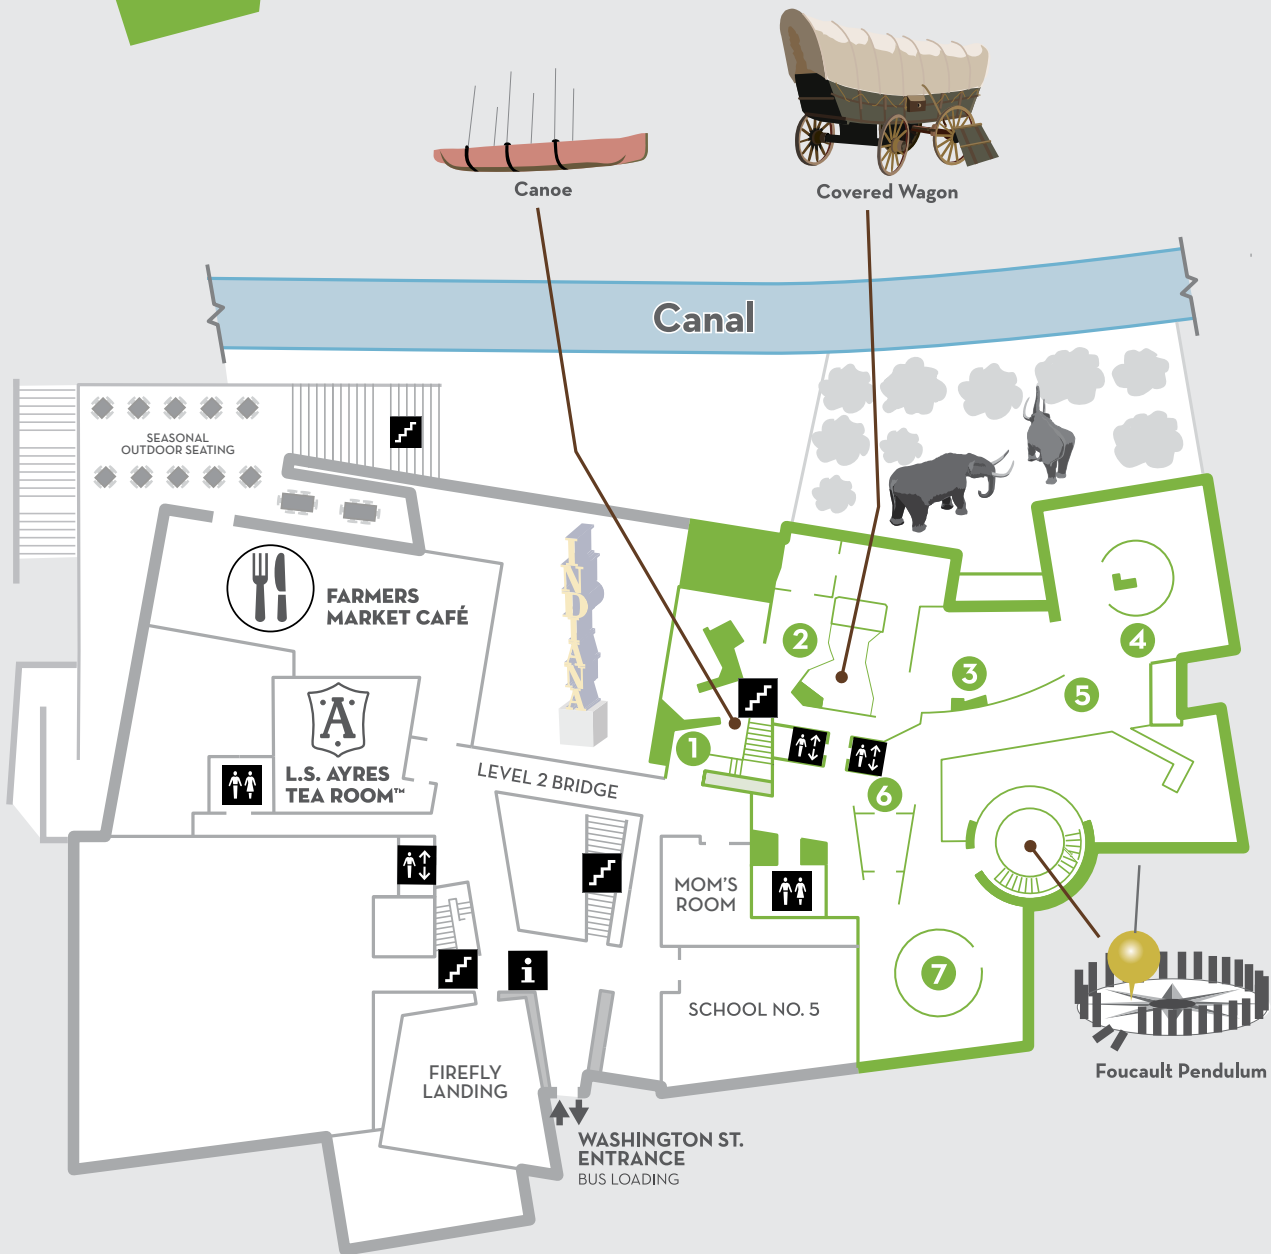 Canoe
Covered Wagon
Canal
SEASONAL
OUTDOOR SEATING
FARMERS
MARKET CAFÉ
INDIANA
A
L.S. AYRES
TEA ROOM™
LEVEL 2 BRIDGE
1
2
3
4
5
6
7
MOM'S
ROOM
SCHOOL NO. 5
i
FIREFLY
LANDING
WASHINGTON ST.
ENTRANCE
BUS LOADING
Foucault Pendulum